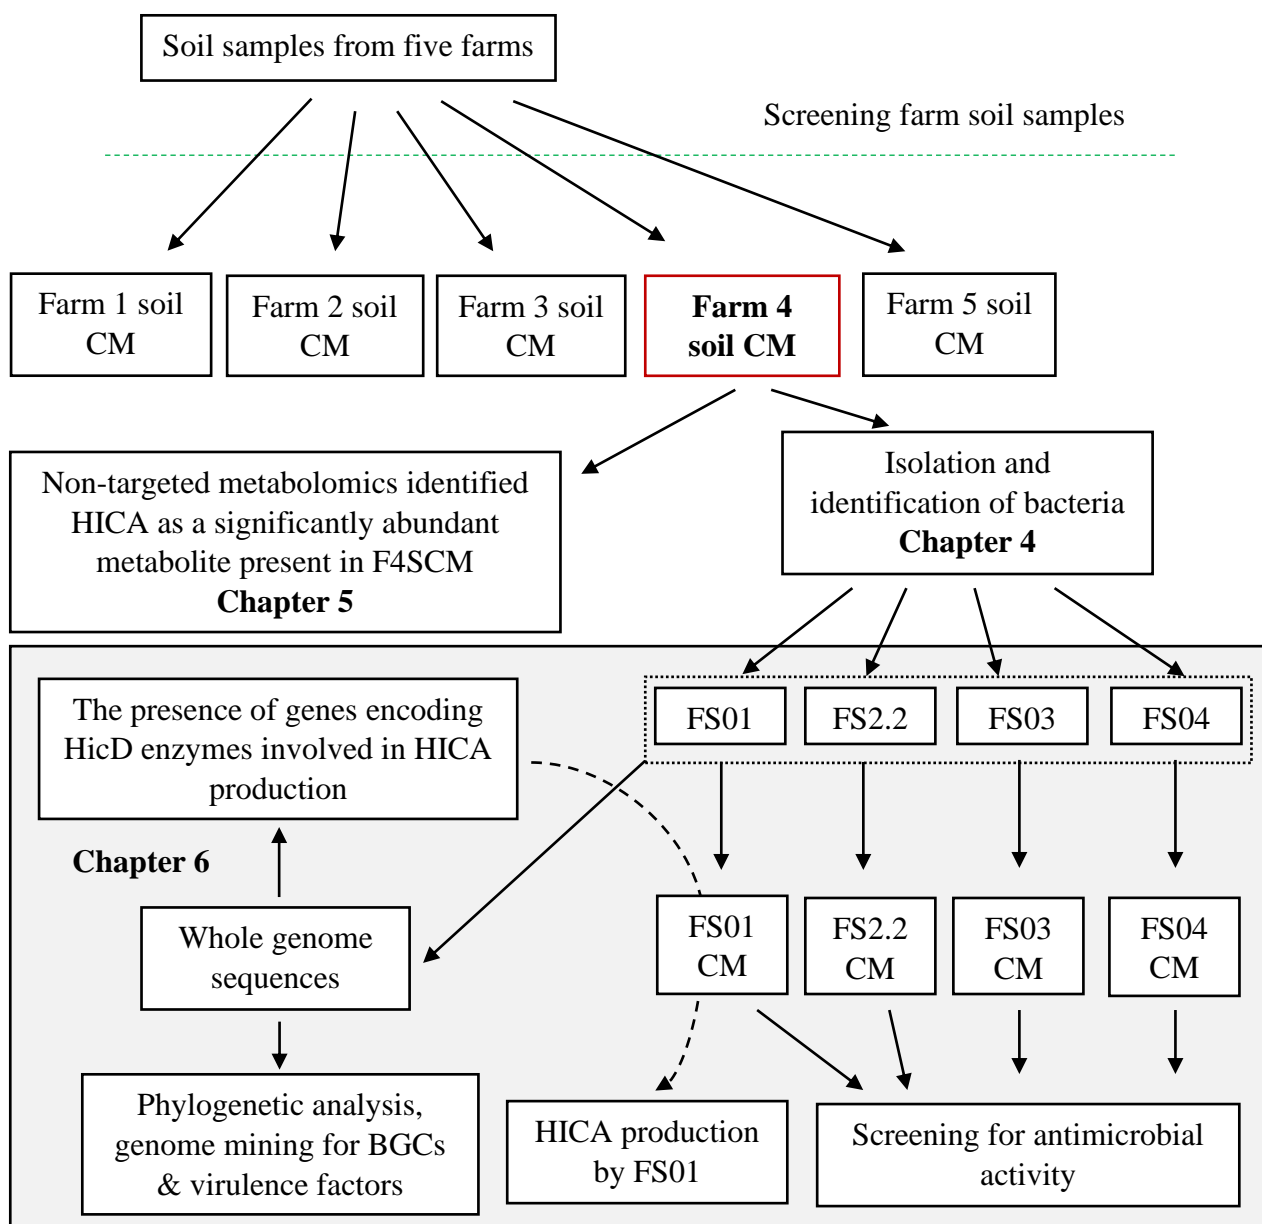 Soil samples from five farms
Screening farm soil samples
Farm 1 soil
CM
Farm 2 soil
CM
Farm 3 soil
CM
Farm 4
soil CM
Farm 5 soil
CM
Non-targeted metabolomics identified
HICA as a significantly abundant
metabolite present in F4SCM
Chapter 5
Isolation and
identification of bacteria
Chapter 4
The presence of genes encoding
HicD enzymes involved in HICA
production
FS01
FS2.2
FS03
FS04
Chapter 6
Whole genome
sequences
FS01
CM
FS2.2
CM
FS03
CM
FS04
CM
Phylogenetic analysis,
genome mining for BGCs
& virulence factors
HICA production
by FS01
Screening for antimicrobial
activity